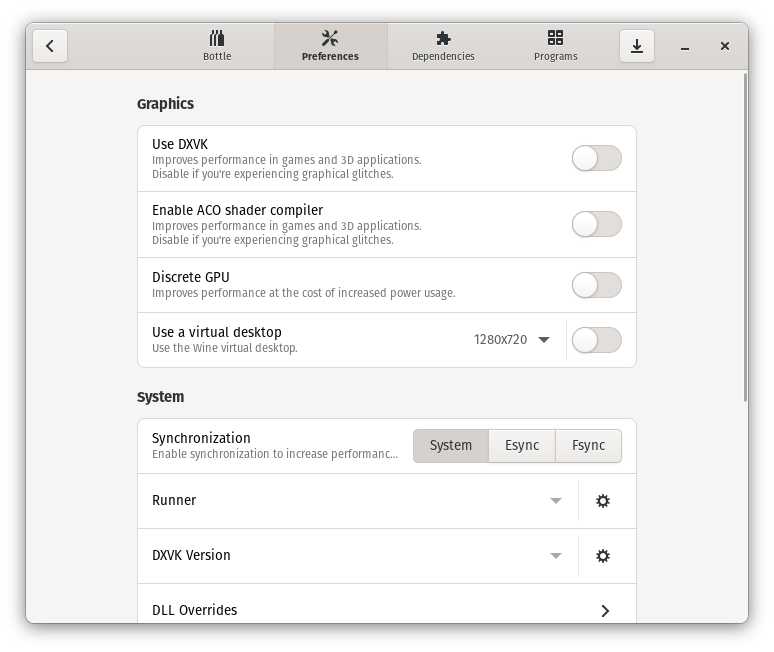 Bottle
Preferences
Dependencies
Programs
Graphics
Use DXVK
Improves performance in games and 3D applications.
Disable if you're experiencing graphical glitches.
Enable ACO shader compiler
Improves performance in games and 3D applications.
Disable if you're experiencing graphical glitches.
Discrete GPU
Improves performance at the cost of increased power usage.
Use a virtual desktop
Use the Wine virtual desktop.
1280x720
System
Synchronization
Enable synchronization to increase performanc...
System
Esync
Fsync
Runner
DXVK Version
DLL Overrides